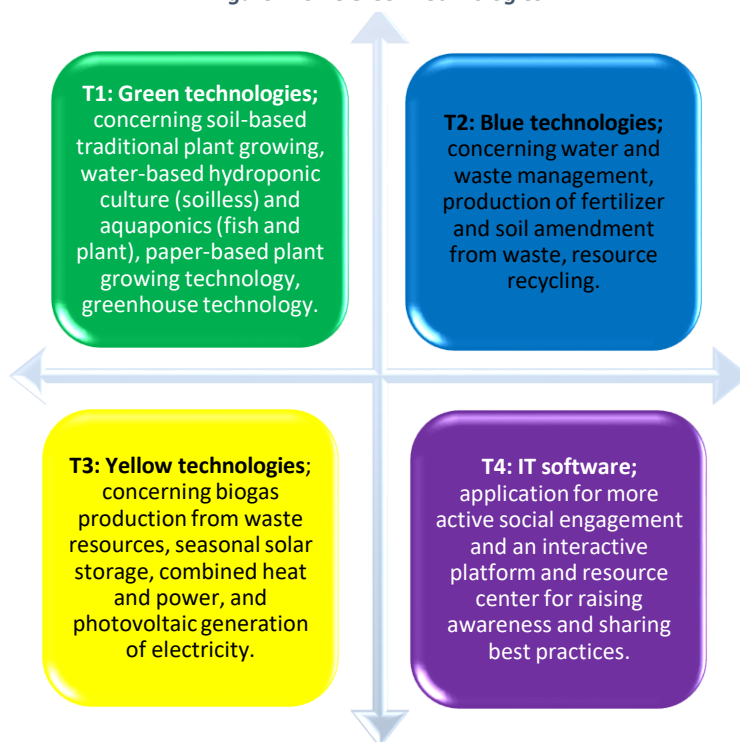 T1: Green technologies;
concerning soil-based
traditional plant growing,
water-based hydroponic
culture (soilless) and
aquaponics (fish and
plant), paper-based plant
growing technology,
greenhouse technology.
T2: Blue technologies;
concerning water and
waste management,
production of fertilizer
and soil amendment
from waste, resource
recycling.
T3: Yellow technologies;
concerning biogas
production from waste
resources, seasonal solar
storage, combined heat
and power, and
photovoltaic generation
of electricity.
T4: IT software;
application for more
active social engagement
and an interactive
platform and resource
center for raising
awareness and sharing
best practices.